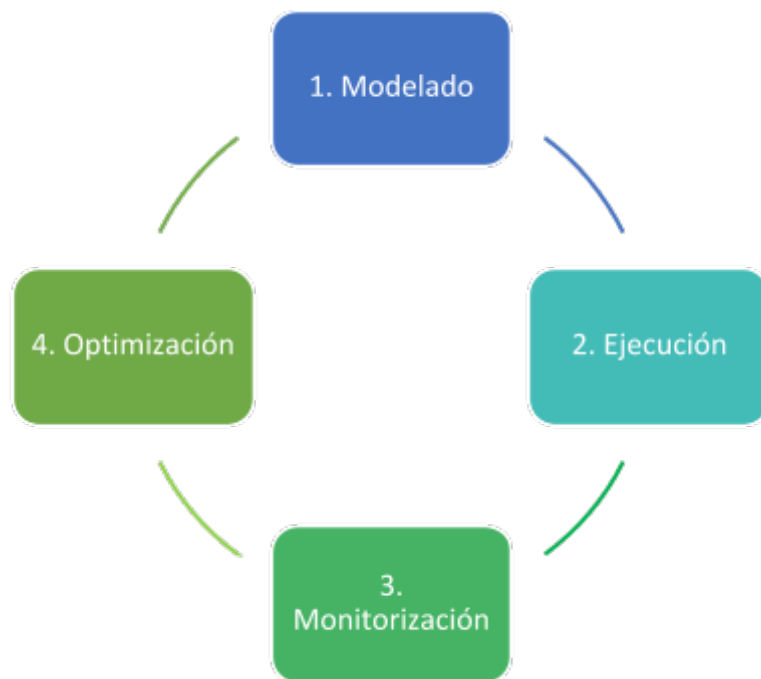 1. Modelado
4. Optimización
2. Ejecución
3.
Monitorización